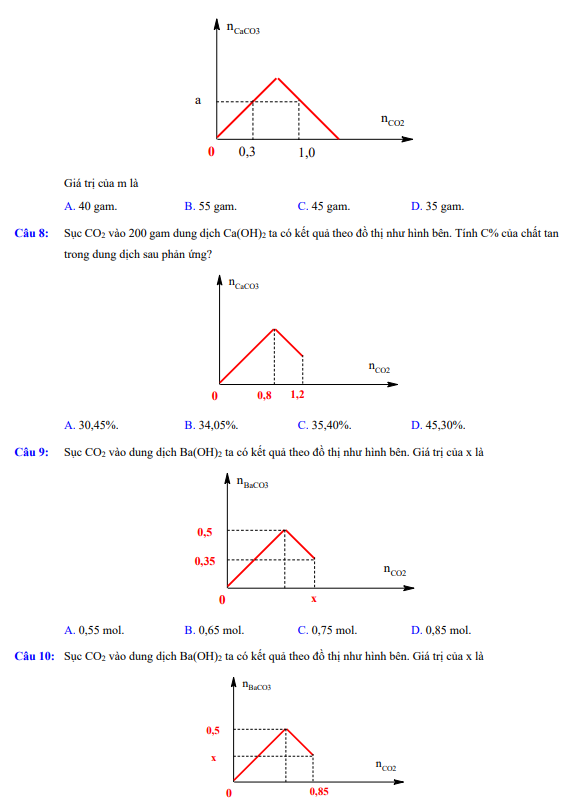 nCaCO3
a
nCO2
0 0,3 1,0
Giá trị của m là
A. 40 gam. B. 55 gam. C. 45 gam. D. 35 gam.
Câu 8: Sục CO2 vào 200 gam dung dịch Ca(OH)2 ta có kết quả theo đồ thị như hình bên. Tính C% của chất tan
trong dung dịch sau phản ứng?
nCaCO3
nCO2
0 0,8 1,2
A. 30,45%. B. 34,05%. C. 35,40%. D. 45,30%.
Câu 9: Sục CO2 vào dung dịch Ba(OH)2 ta có kết quả theo đồ thị như hình bên. Giá trị của x là
nBaCO3
0,5
0,35
nCO2
0 x
A. 0,55 mol. B. 0,65 mol. C. 0,75 mol. D. 0,85 mol.
Câu 10: Sục CO2 vào dung dịch Ba(OH)2 ta có kết quả theo đồ thị như hình bên. Giá trị của x là
nBaCO3
0,5
x
nCO2
0 0,85